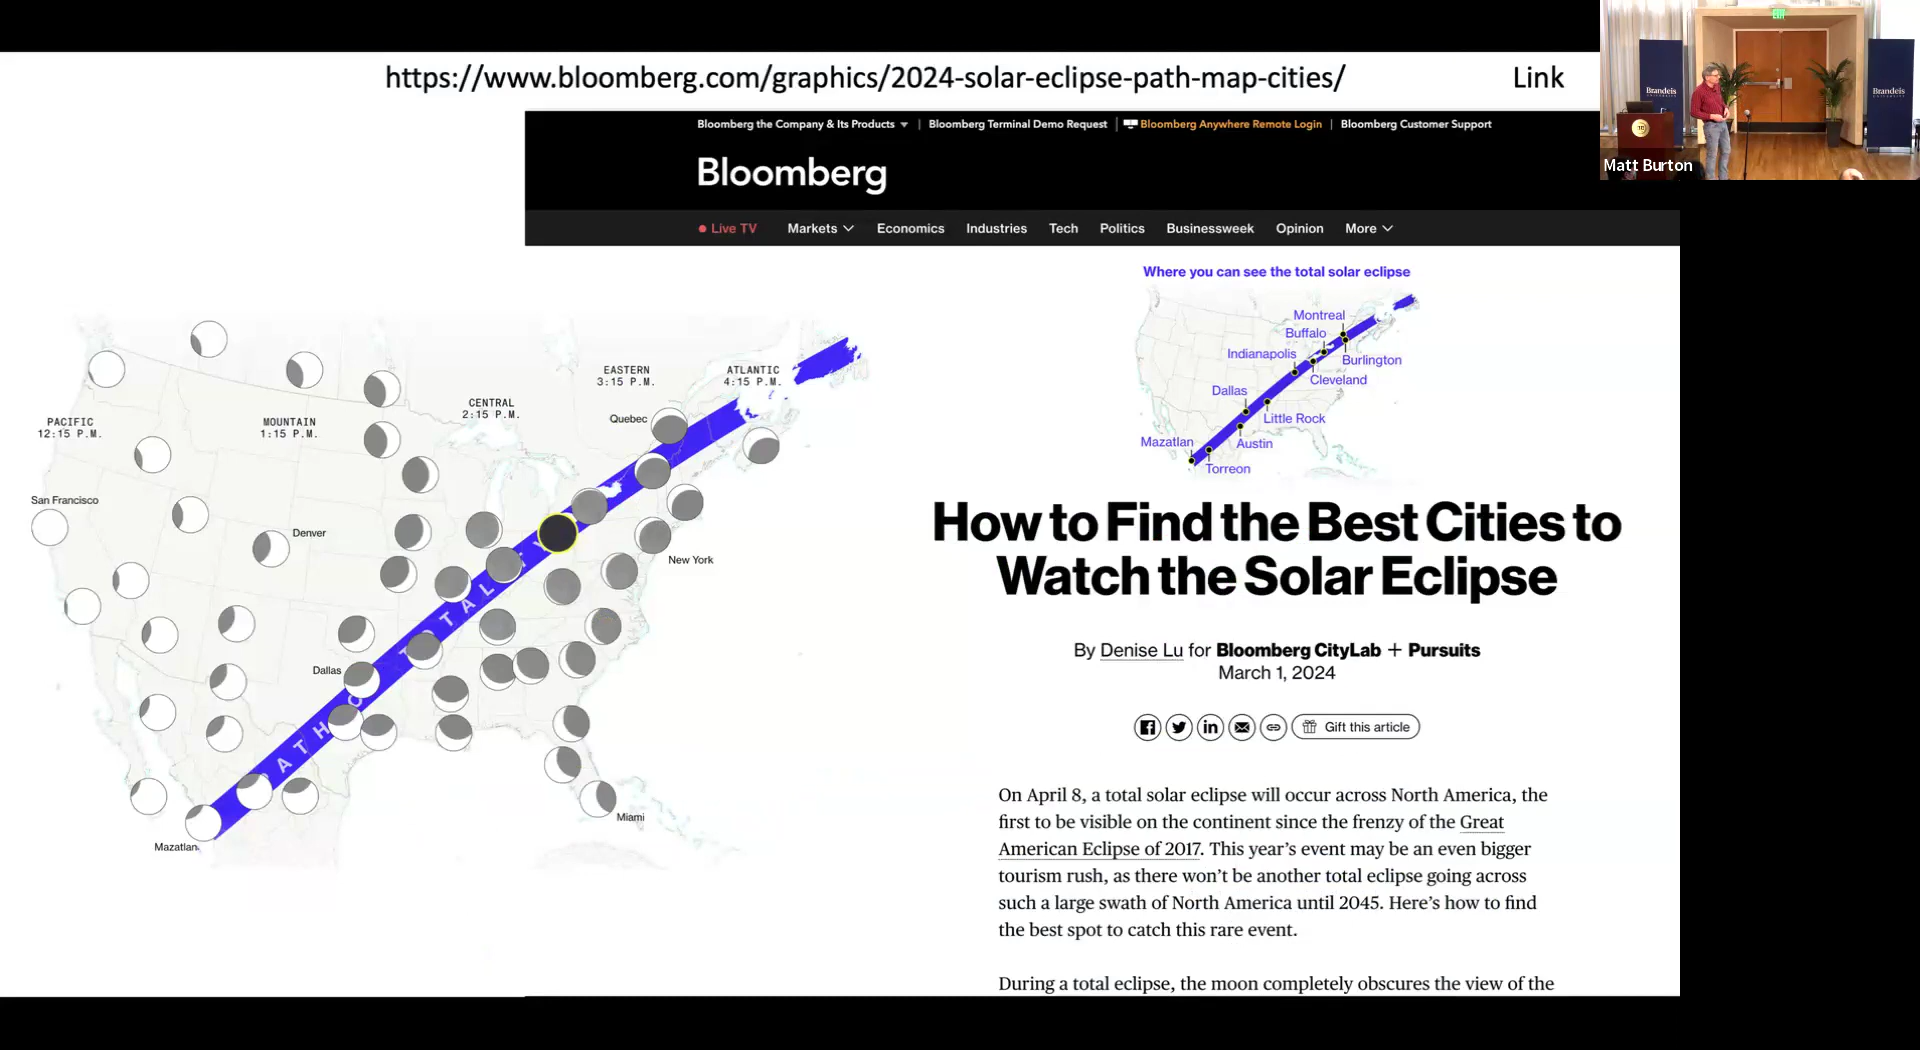 https://www.bloomberg.com/graphics/2024-solar-eclipse-path-map-cities/ Link
Bloomberg the Company & Its Products | Bloomberg Terminal Demo Request | Bloomberg Anywhere Remote Login | Bloomberg Customer Support
Bloomberg
Live TV Markets Economics Industries Tech Politics Businessweek Opinion More
EXIT
Brandeis
UNIVERSITY
Brandeis
UNIVERSITY
Matt Burton
PACIFIC
12:15 P.M.
MOUNTAIN
1:15 P.M.
CENTRAL
2:15 P.M.
EASTERN
3:15 P.M.
ATLANTIC
4:15 P.M.
Quebec
San Francisco
Denver
New York
Dallas
Miami
Mazatlan
PATH O TOTALITY
Where you can see the total solar eclipse
Montreal
Buffalo
Indianapolis
Burlington
Cleveland
Dallas
Little Rock
Mazatlan
Austin
Torreon
How to Find the Best Cities to
Watch the Solar Eclipse
By Denise Lu for Bloomberg CityLab + Pursuits
March 1, 2024
Gift this article
On April 8, a total solar eclipse will occur across North America, the
first to be visible on the continent since the frenzy of the Great
American Eclipse of 2017. This year’s event may be an even bigger
tourism rush, as there won’t be another total eclipse going across
such a large swath of North America until 2045. Here’s how to find
the best spot to catch this rare event.
During a total eclipse, the moon completely obscures the view of the